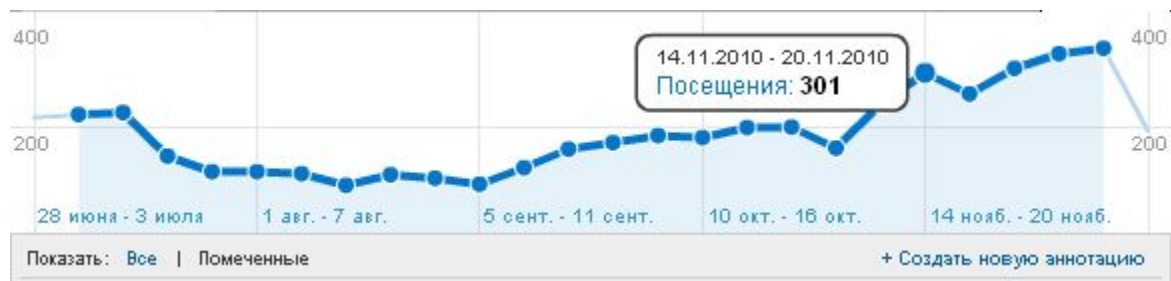 400
400
14.11.2010 - 20.11.2010
Посещения: 301
200
200
28 июня - 3 июля
1 авг. - 7 авг.
5 сент. - 11 сент.
10 окт. - 16 окт.
14 нояб. - 20 нояб.
Показать: Все | Помеченные
+ Создать новую аннотацию